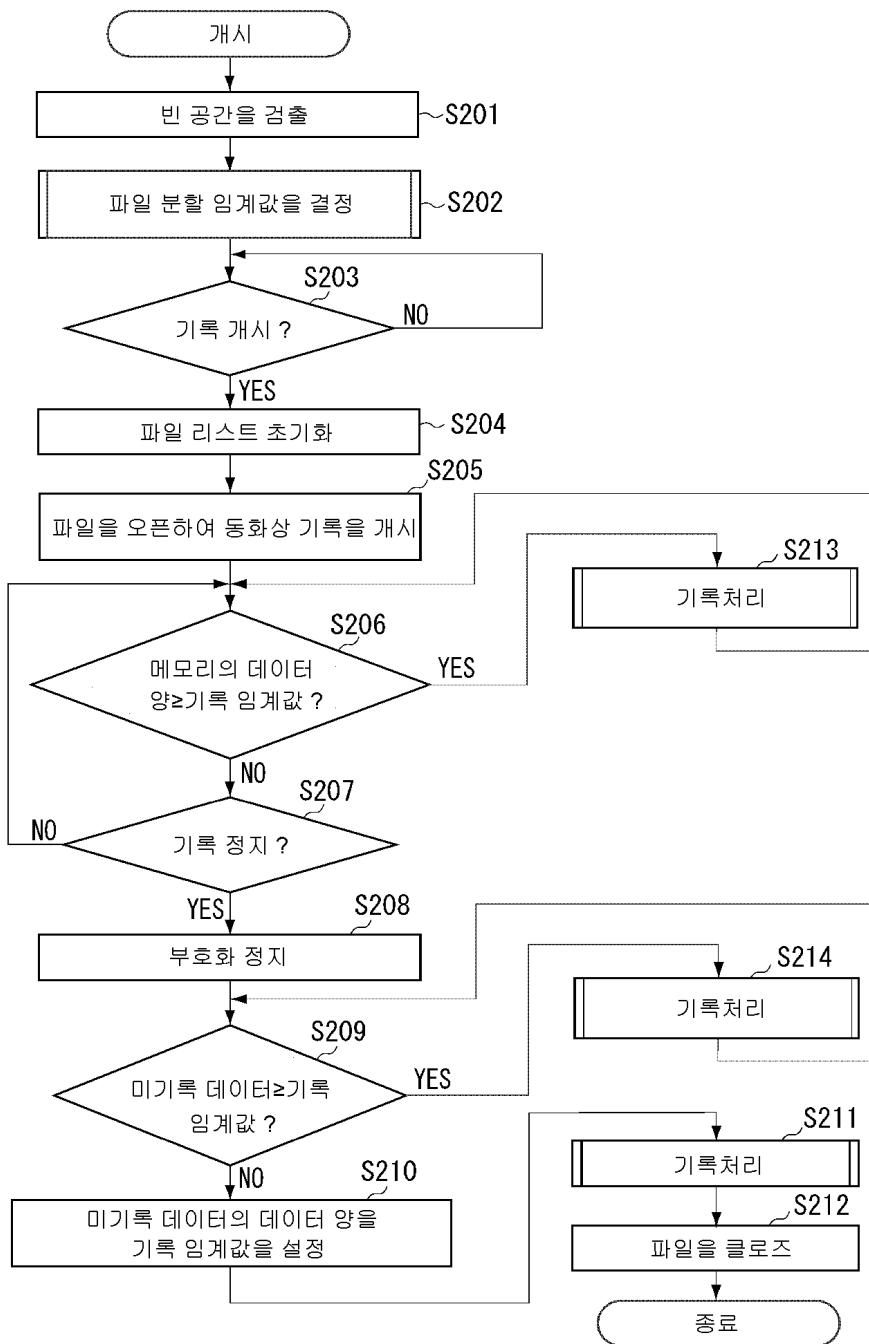 개시
빈 공간을 검출
S201
파일 분할 임계값을 결정
S202
S203
기록 개시 ?
NO
YES
파일 리스트 초기화
S204
S205
파일을 오픈하여 동화상 기록을 개시
S213
기록처리
S206
메모리의 데이터
양≥기록 임계값 ?
YES
NO
S207
기록 정지 ?
NO
YES
S208
부호화 정지
S214
기록처리
S209
미기록 데이터≥기록
임계값 ?
YES
NO
S211
기록처리
S210
미기록 데이터의 데이터 양을
기록 임계값을 설정
S212
파일을 클로즈
종료